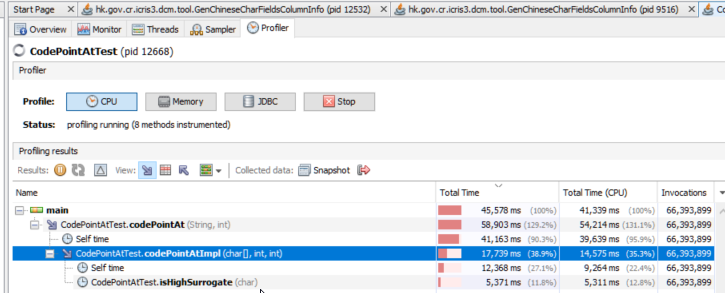 Start Page hk.gov.cr.icris3.dcm.tool.GenChineseCharFieldsColumnInfo (pid 12532) hk.gov.cr.icris3.dcm.tool.GenChineseCharFieldsColumnInfo (pid 9516) Co
Overview Monitor Threads Sampler Profiler
CodePointAtTest (pid 12668)
Profiler
Profile: CPU Memory JDBC Stop
Status: profiling running (8 methods instrumented)
Profiling results
Results: View: Collected data: Snapshot
Name Total Time Total Time (CPU) Invocations
main 45,578 ms (100%) 41,339 ms (100%) 66,393,899
CodePointAtTest.codePointAt (String, int) 58,903 ms (129.2%) 54,214 ms (131.1%) 66,393,899
Self time 41,163 ms (90.3%) 39,639 ms (95.9%) 66,393,899
CodePointAtTest.codePointAtImpl (char[], int, int) 17,739 ms (38.9%) 14,575 ms (35.3%) 66,393,899
Self time 12,368 ms (27.1%) 9,264 ms (22.4%) 66,393,899
CodePointAtTest.isHighSurrogate (char) 5,371 ms (11.8%) 5,311 ms (12.8%) 66,393,899